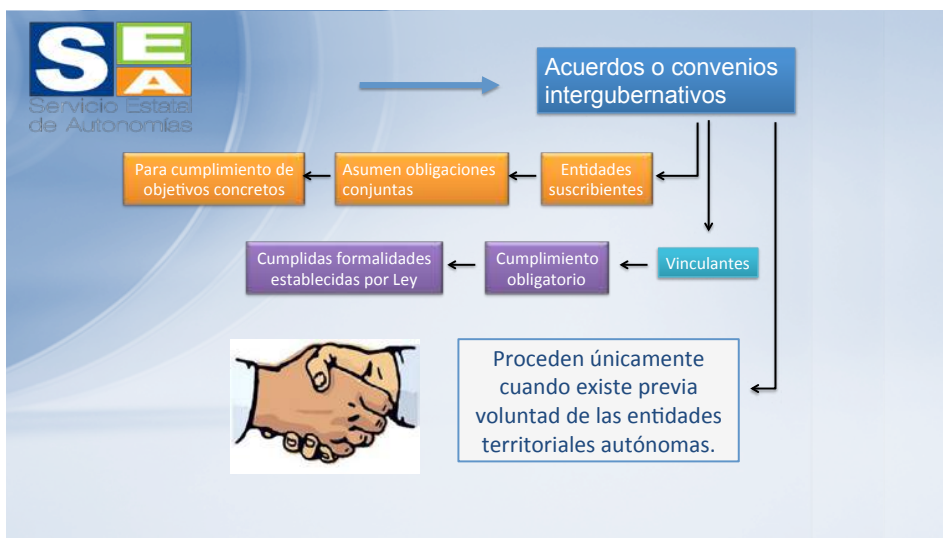 SEA
Servicio Estatal
de Autonomías
Acuerdos o convenios
intergubernativos
Para cumplimiento de
objetivos concretos
Asumen obligaciones
conjuntas
Entidades
suscribientes
Cumplidas formalidades
establecidas por Ley
Cumplimiento
obligatorio
Vinculantes
Proceden únicamente
cuando existe previa
voluntad de las entidades
territoriales autónomas.